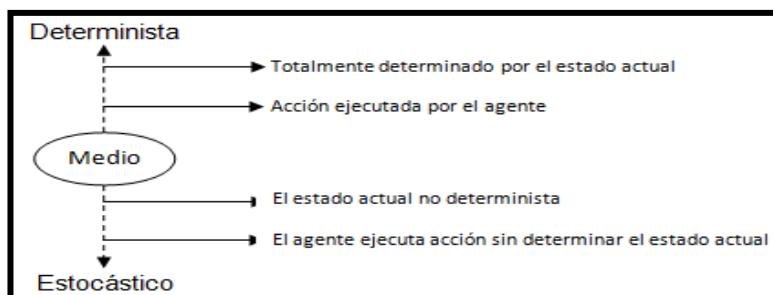 Determinista
Totalmente determinado por el estado actual
Acción ejecutada por el agente
Medio
El estado actual no determinista
El agente ejecuta acción sin determinar el estado actual
Estocástico